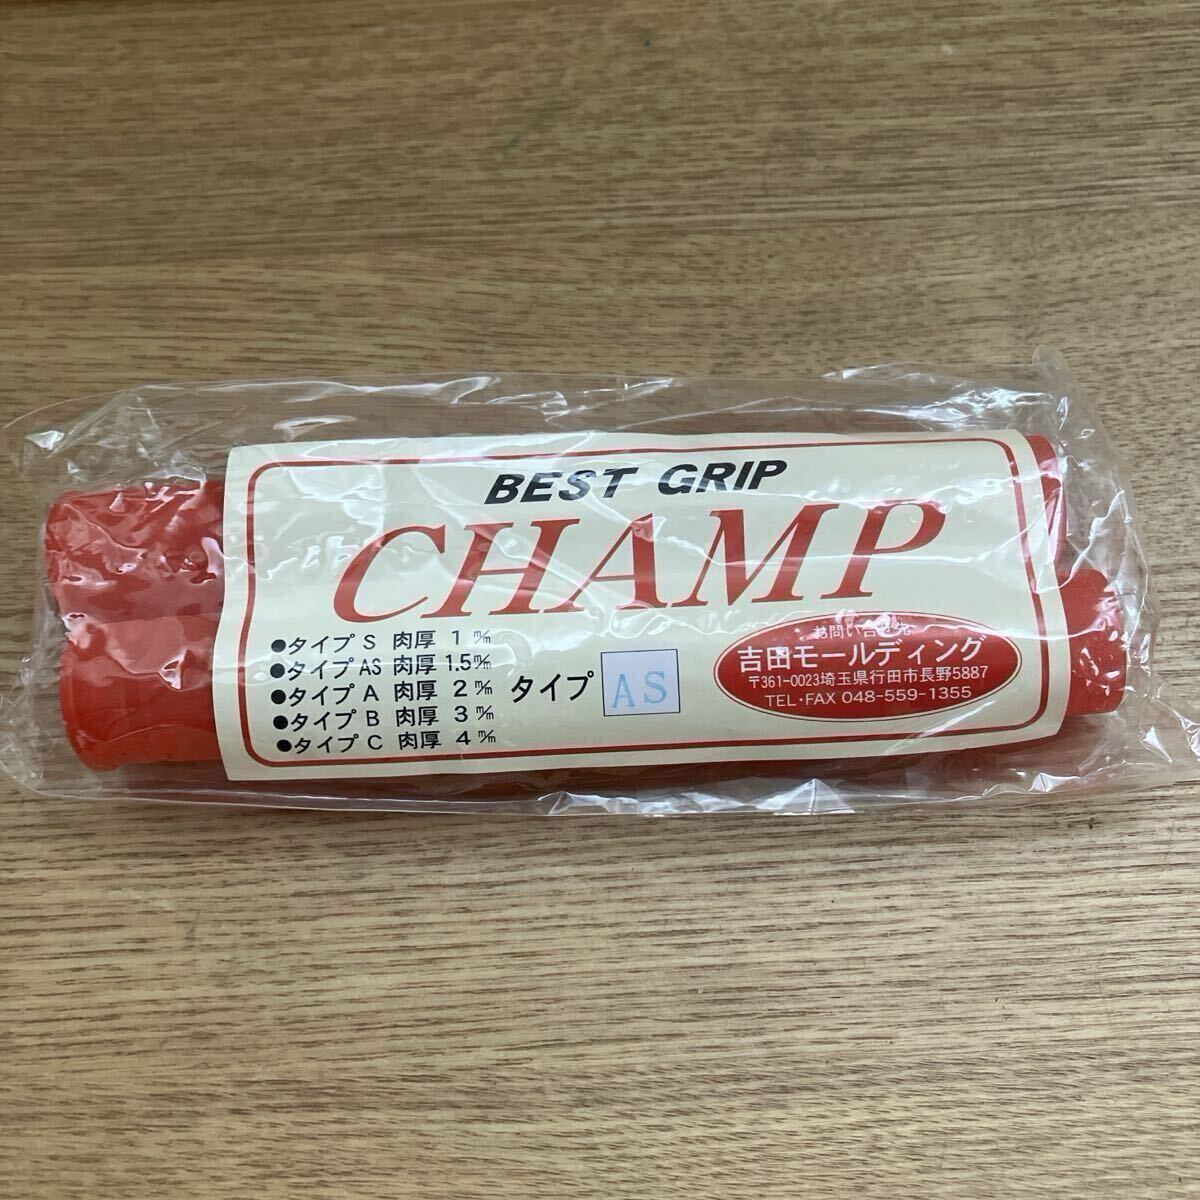 BEST GRIP
CHAMP
●タイプ S 肉厚 1 ㎜
●タイプ AS 肉厚 1.5㎜
●タイプ A 肉厚 2 ㎜
●タイプ B 肉厚 3 ㎜
●タイプ C 肉厚 4 ㎜
タイプ AS
お問い合せ先
吉田モールディング
〒361-0023埼玉県行田市長野5887
TEL・FAX 048-559-1355